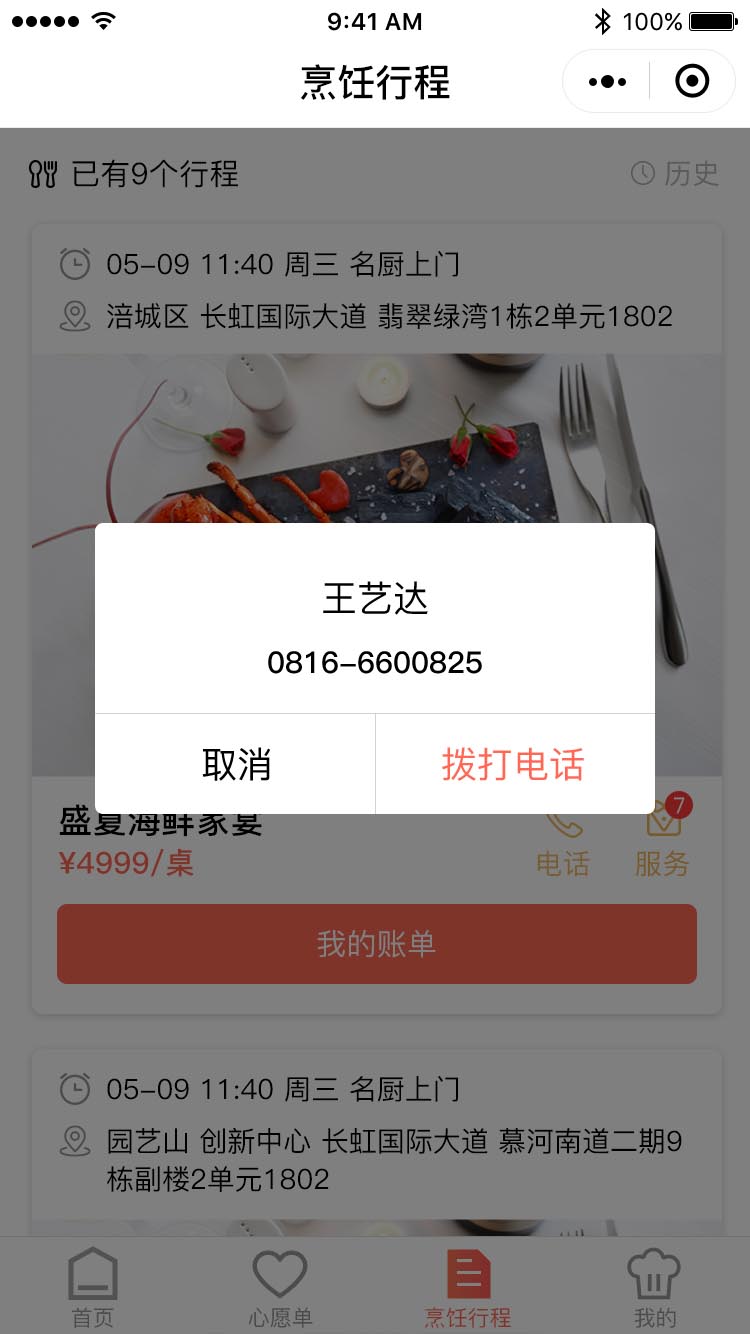 9:41 AM
100%
烹饪行程
已有9个行程
历史
05-09 11:40 周三 名厨上门
涪城区 长虹国际大道 翡翠绿湾1栋2单元1802
王艺达
0816-6600825
取消
拨打电话
盛夏海鲜家宴
7
¥4999/桌
电话
服务
我的账单
05-09 11:40 周三 名厨上门
园艺山 创新中心 长虹国际大道 慕河南道二期9
栋副楼2单元1802
首页
心愿单
烹饪行程
我的